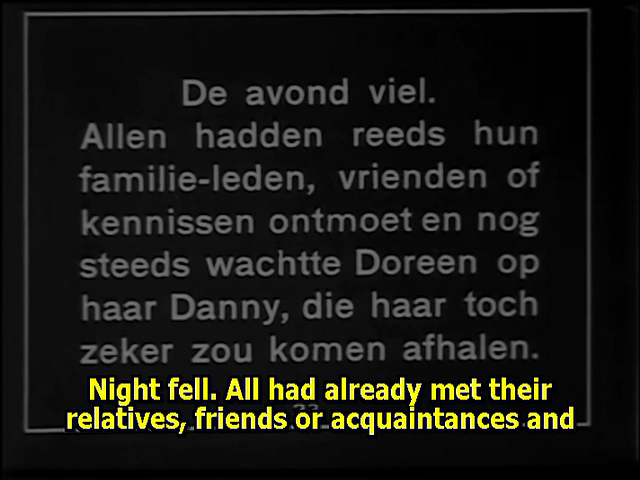 De avond viel.
Allen hadden reeds hun
familie-leden, vrienden of
kennissen ontmoet en nog
steeds wachtte Doreen op
haar Danny, die haar toch
zeker zou komen afhalen.
Night fell. All had already met their
relatives, friends or acquaintances and